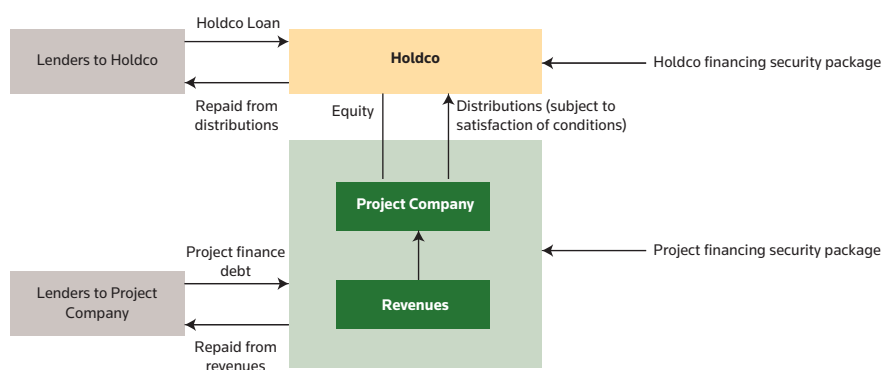 Holdco Loan
Lenders to Holdco
Holdco
Holdco financing security package
Repaid from
distributions
Equity
Distributions (subject to
satisfaction of conditions)
Project Company
Project financing security package
Project finance
debt
Lenders to Project
Company
Revenues
Repaid from
revenues